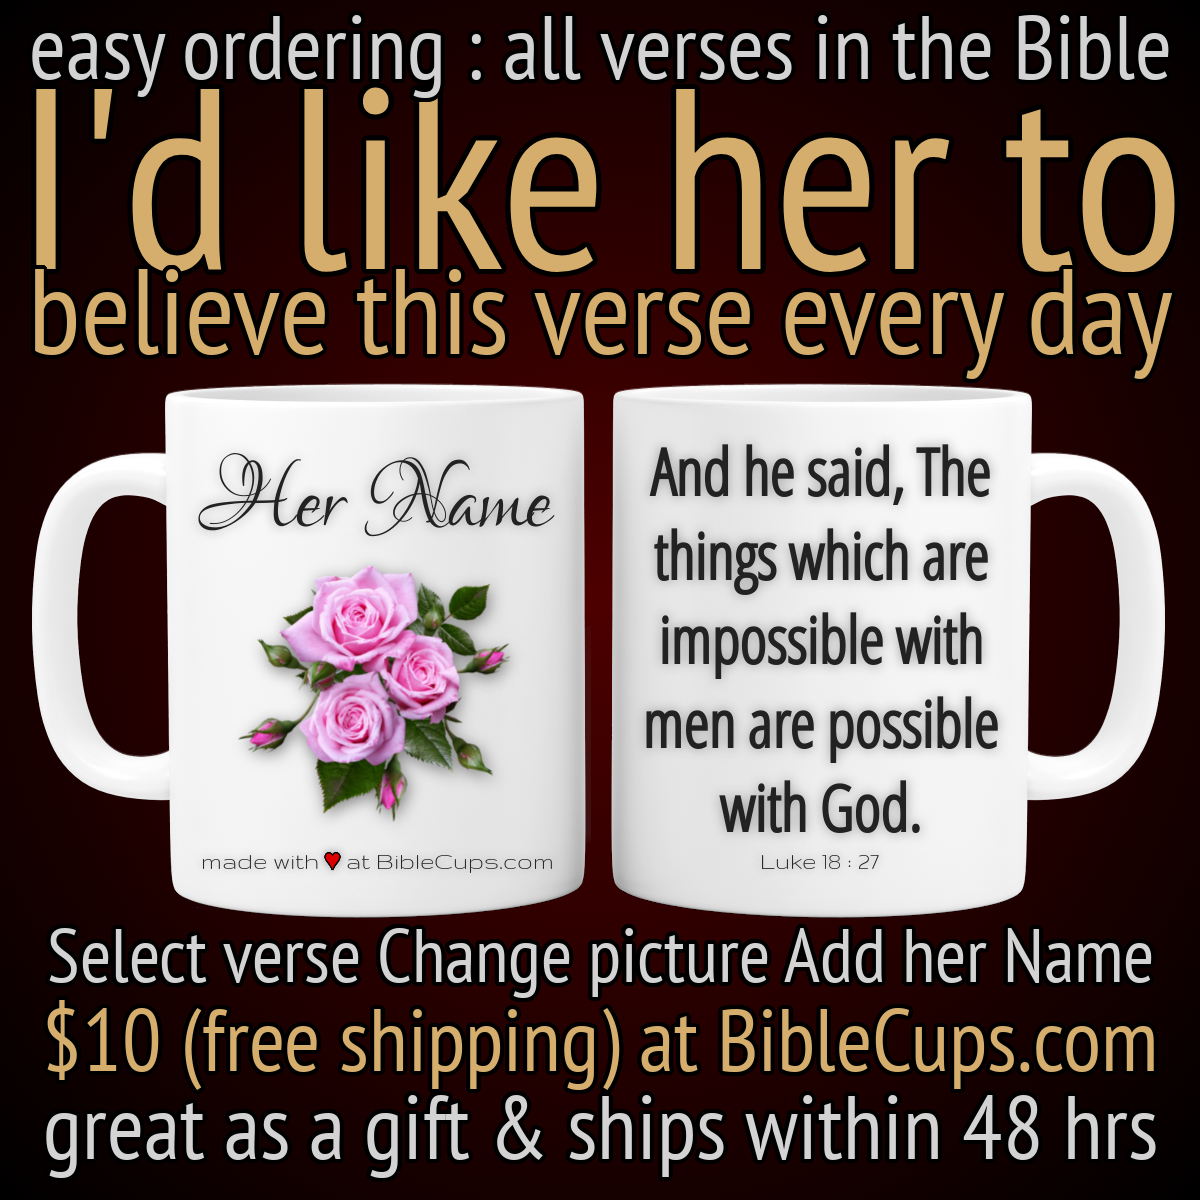 easy ordering : all verses in the Bible
I'd like her to
believe this verse every day
Her Name
made with at BibleCups.com
And he said, The
things which are
impossible with
men are possible
with God.
Luke 18 : 27
Select verse Change picture Add her Name
$10 (free shipping) at BibleCups.com
great as a gift & ships within 48 hrs